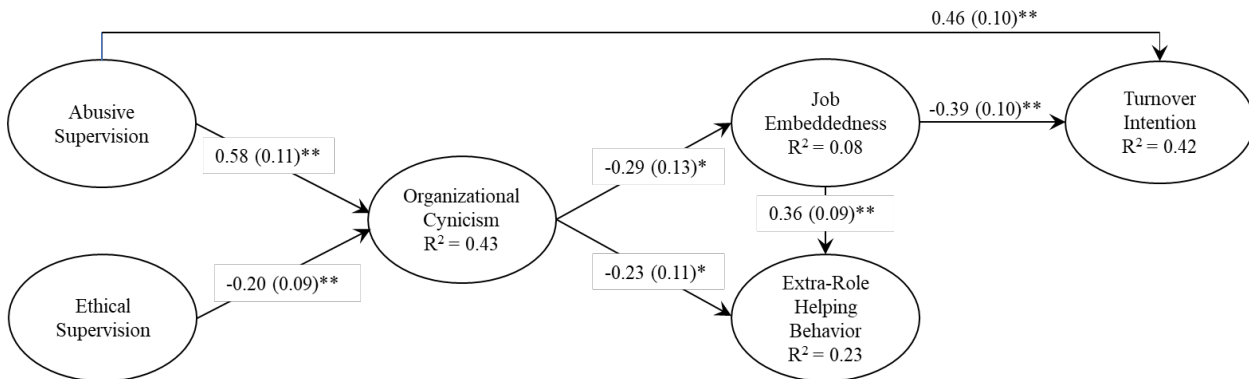 0.46 (0.10)**
Abusive
Supervision
0.58 (0.11)**
Ethical
Supervision
-0.20 (0.09)**
Organizational
Cynicism
R² = 0.43
-0.29 (0.13)*
-0.23 (0.11)*
Job
Embeddedness
R² = 0.08
0.36 (0.09)**
Extra-Role
Helping
Behavior
R² = 0.23
-0.39 (0.10)**
Turnover
Intention
R² = 0.42